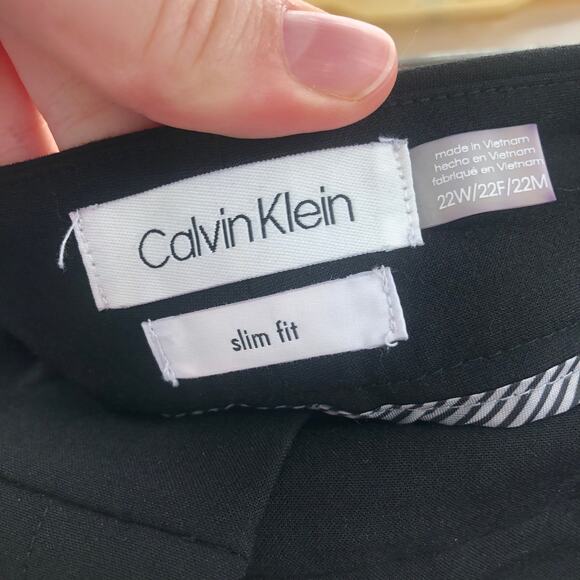 Calvin Klein
made in Vietnam
hecho en Vietnam
fabriqué en Vietnam
22W/22F/22M
slim fit